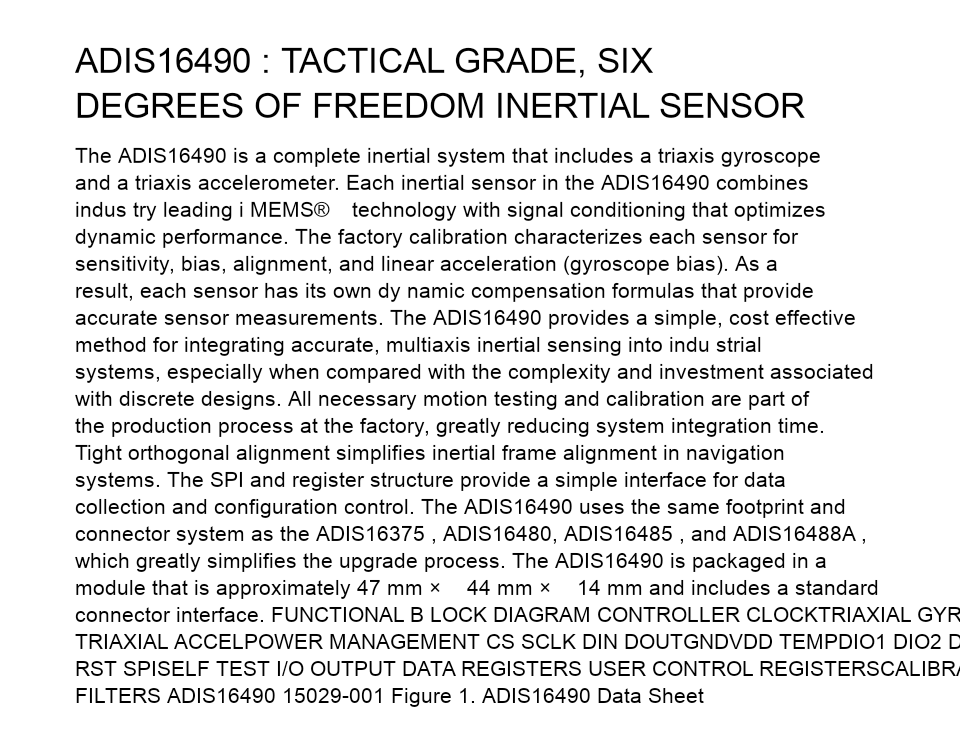 ADIS16490 : TACTICAL GRADE, SIX
DEGREES OF FREEDOM INERTIAL SENSOR
The ADIS16490 is a complete inertial system that includes a triaxis gyroscope
and a triaxis accelerometer. Each inertial sensor in the ADIS16490 combines
indus try leading i MEMS® technology with signal conditioning that optimizes
dynamic performance. The factory calibration characterizes each sensor for
sensitivity, bias, alignment, and linear acceleration (gyroscope bias). As a
result, each sensor has its own dy namic compensation formulas that provide
accurate sensor measurements. The ADIS16490 provides a simple, cost effective
method for integrating accurate, multiaxis inertial sensing into indu strial
systems, especially when compared with the complexity and investment associated
with discrete designs. All necessary motion testing and calibration are part of
the production process at the factory, greatly reducing system integration time.
Tight orthogonal alignment simplifies inertial frame alignment in navigation
systems. The SPI and register structure provide a simple interface for data
collection and configuration control. The ADIS16490 uses the same footprint and
connector system as the ADIS16375 , ADIS16480, ADIS16485 , and ADIS16488A ,
which greatly simplifies the upgrade process. The ADIS16490 is packaged in a
module that is approximately 47 mm × 44 mm × 14 mm and includes a standard
connector interface. FUNCTIONAL B LOCK DIAGRAM CONTROLLER CLOCKTRIAXIAL GYR
TRIAXIAL ACCELPOWER MANAGEMENT CS SCLK DIN DOUTGNDVDD TEMPDIO1 DIO2 D
RST SPISELF TEST I/O OUTPUT DATA REGISTERS USER CONTROL REGISTERSCALIBRA
FILTERS ADIS16490 15029-001 Figure 1. ADIS16490 Data Sheet